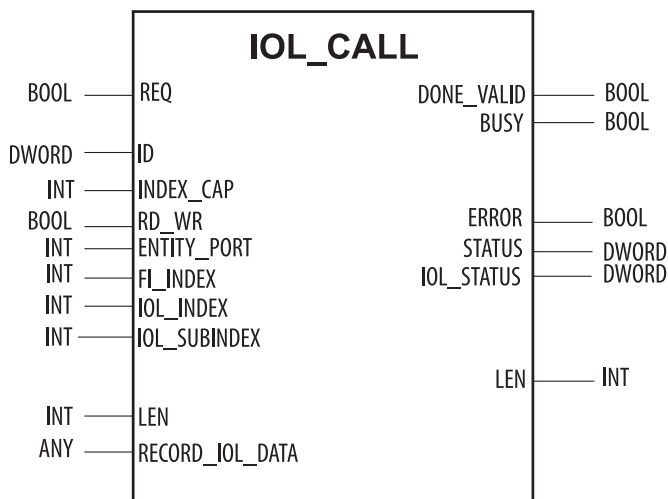 IOL_CALL
BOOL REQ DONE_VALID BOOL
BUSY BOOL
DWORD ID
INT INDEX_CAP
BOOL RD_WR ERROR BOOL
INT ENTITY_PORT STATUS DWORD
INT FI_INDEX IOL_STATUS DWORD
INT IOL_INDEX
INT IOL_SUBINDEX
LEN INT
INT LEN
ANY RECORD_IOL_DATA